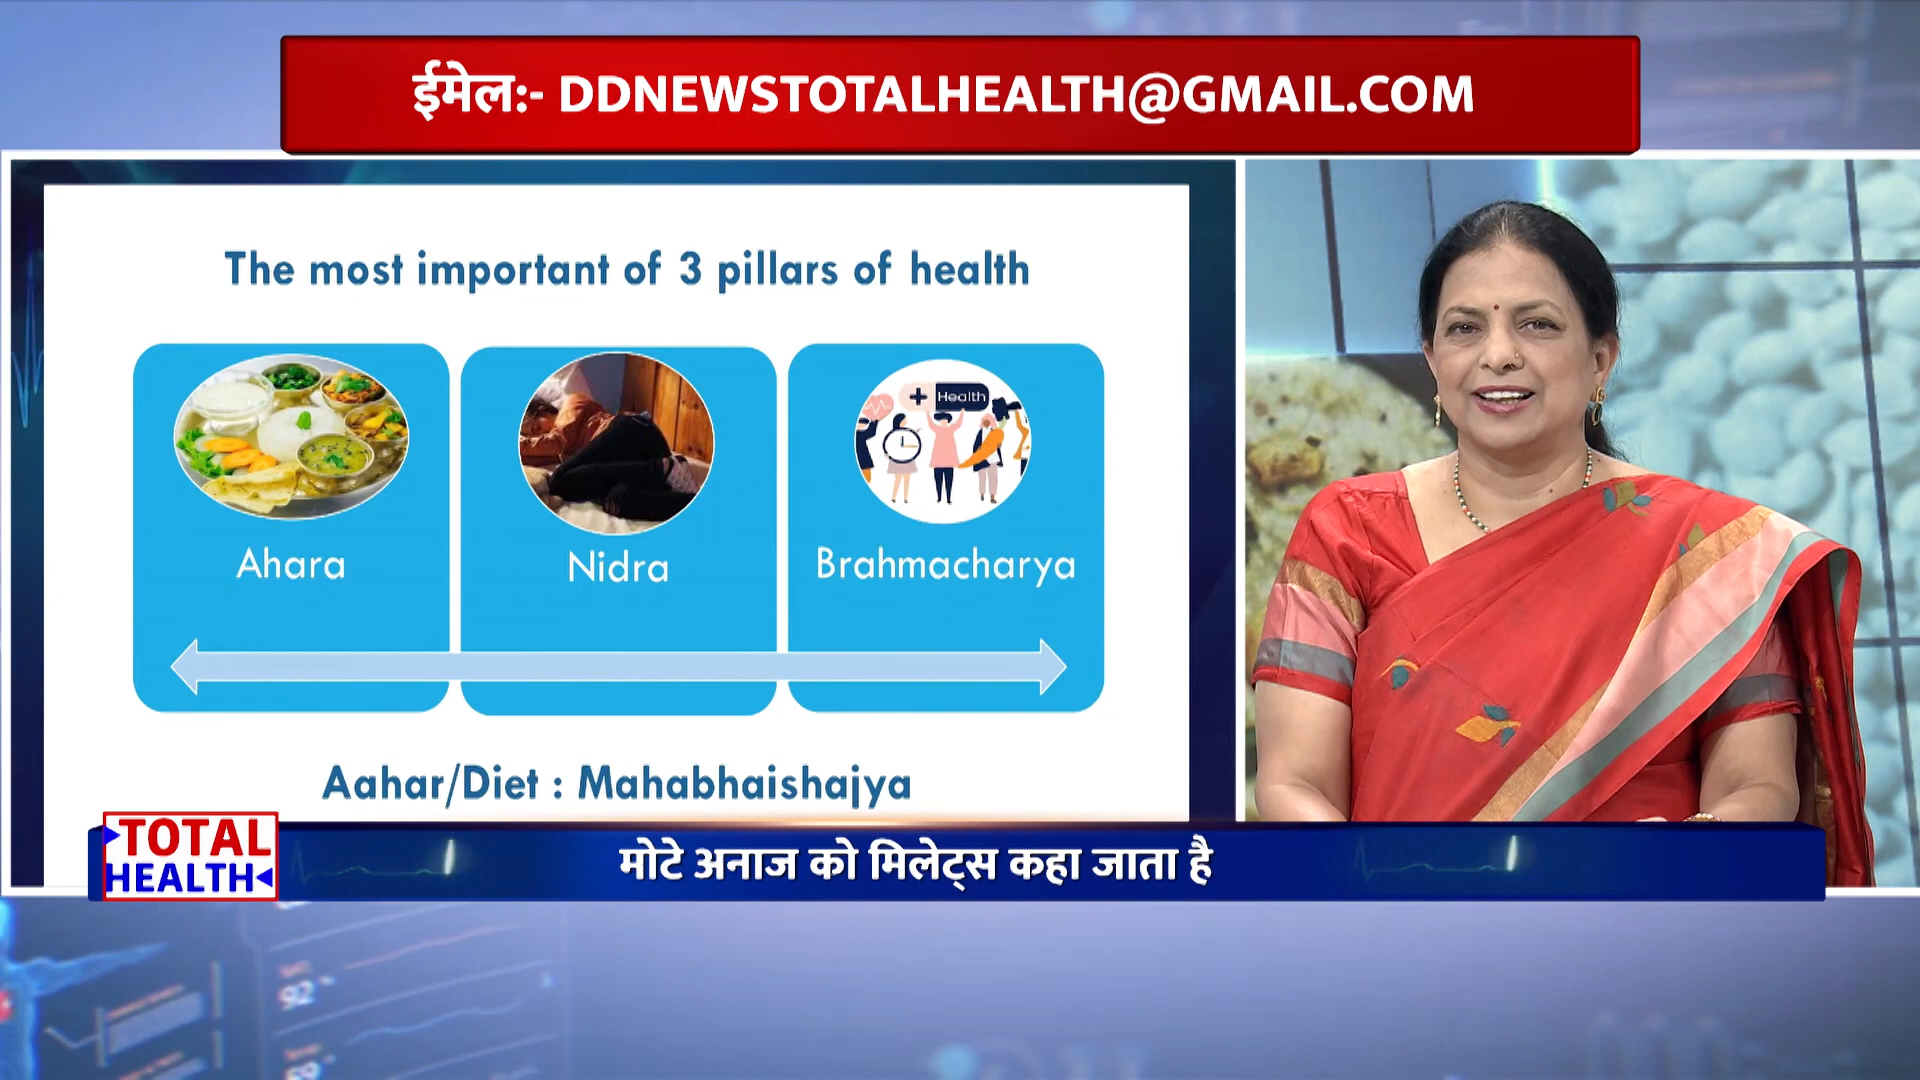 ईमेल:- DDNEWSTOTALHEALTH@GMAIL.COM
The most important of 3 pillars of health
Health
Ahara
Nidra
Brahmacharya
Aahar/Diet : Mahabhaishajya
TOTAL
HEALTH
मोटे अनाज को मिलेट्स कहा जाता है
92